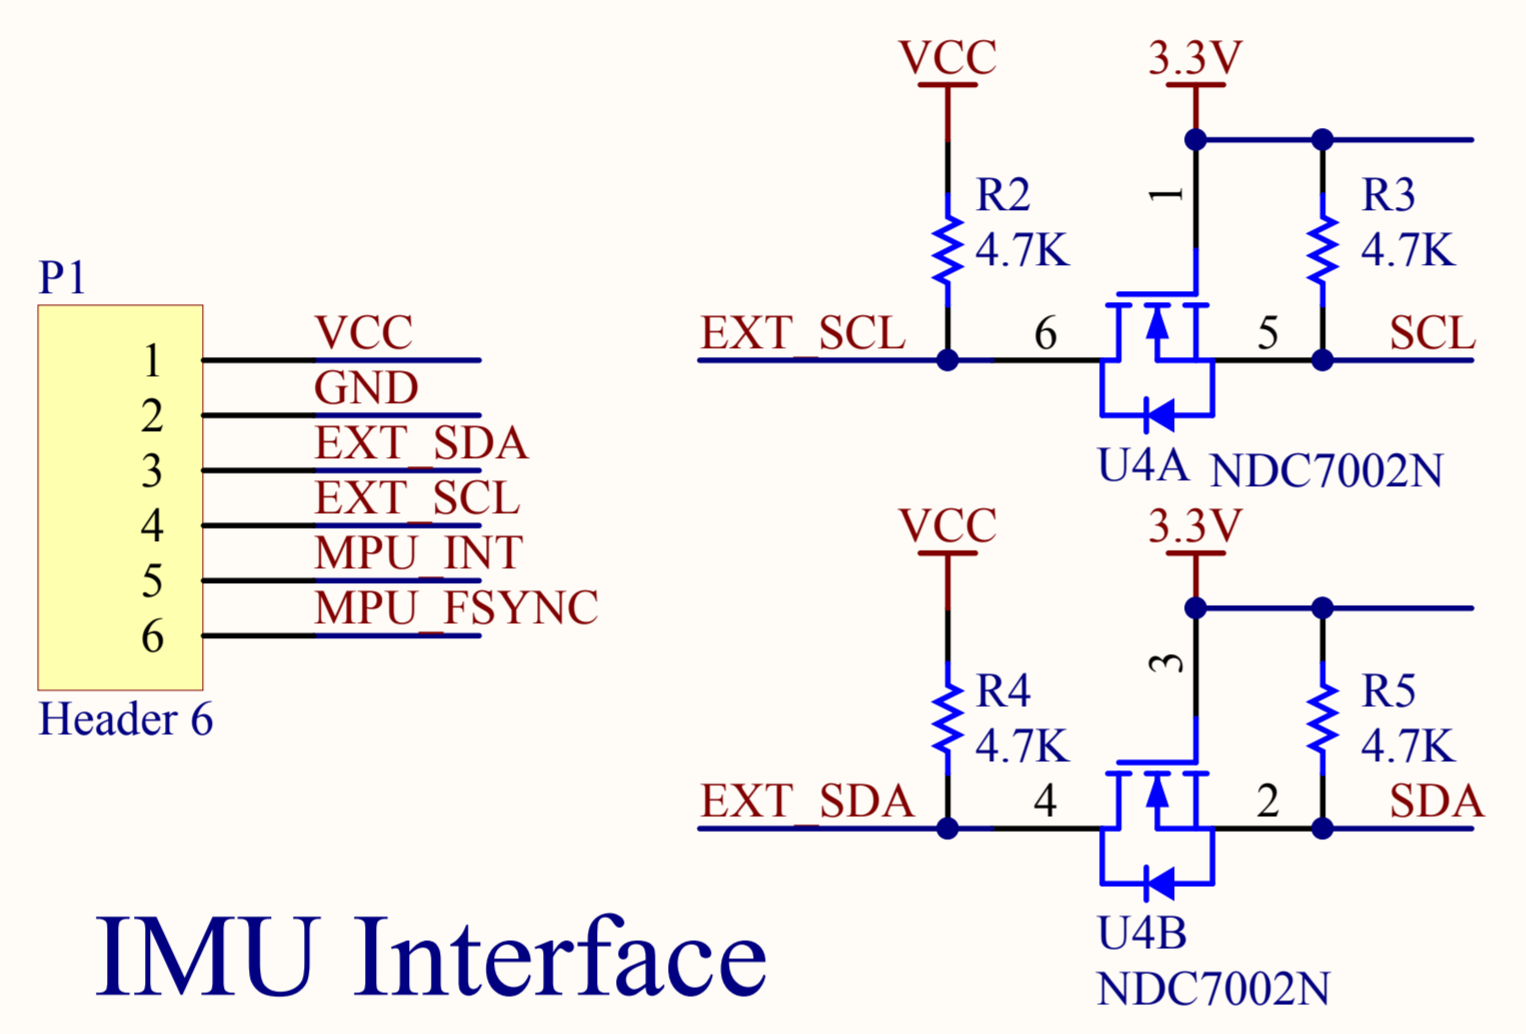 P1
1 VCC
2 GND
3 EXT_SDA
4 EXT_SCL
5 MPU_INT
6 MPU_FSYNC
Header 6
VCC 3.3V
R2 1 R3
4.7K 4.7K
EXT_SCL 6 5 SCL
U4A NDC7002N
VCC 3.3V
R4 3 R5
4.7K 4.7K
EXT_SDA 4 2 SDA
U4B
NDC7002N
IMU Interface